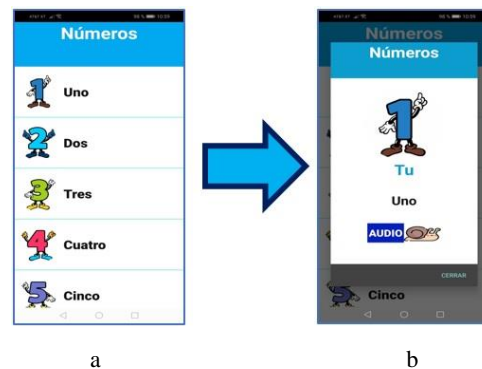 Números
Uno
Dos
Tres
Cuatro
Cinco
Números
Números
Tu
Uno
AUDIO
CERRAR
Cinco
a
b